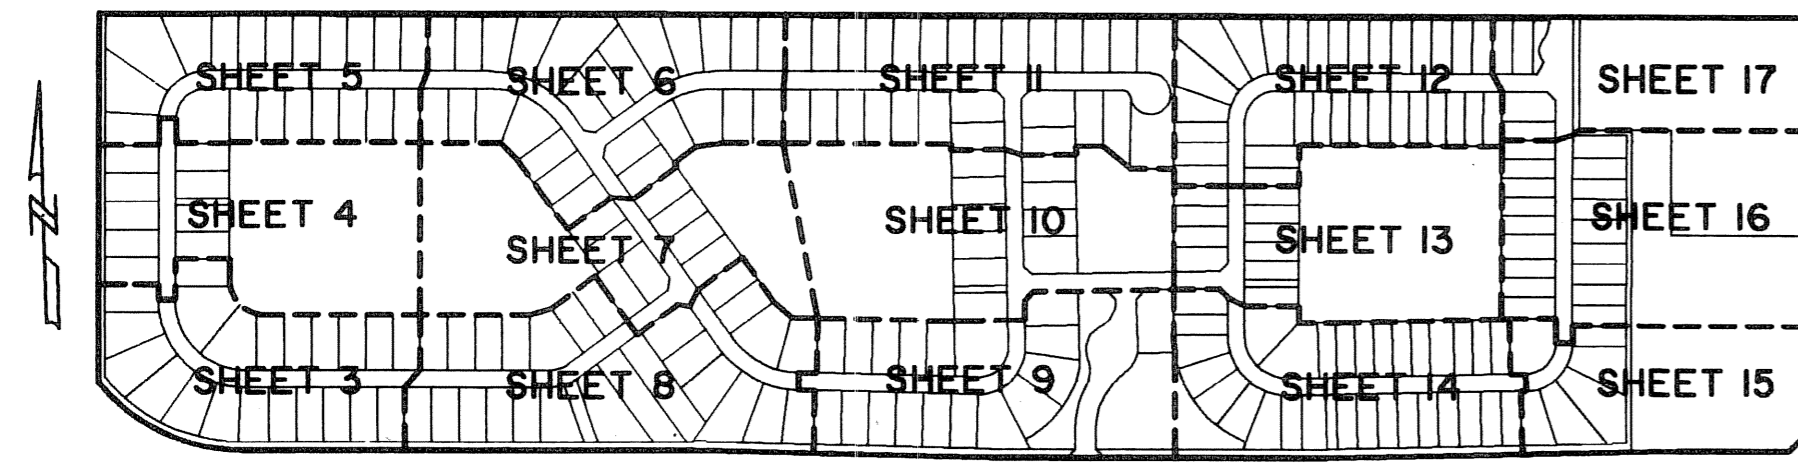 SHEET 5
SHEET 6
SHEET 11
SHEET 12
SHEET 17
SHEET 4
SHEET 7
SHEET 10
SHEET 13
SHEET 16
SHEET 3
SHEET 8
SHEET 9
SHEET 14
SHEET 15
N